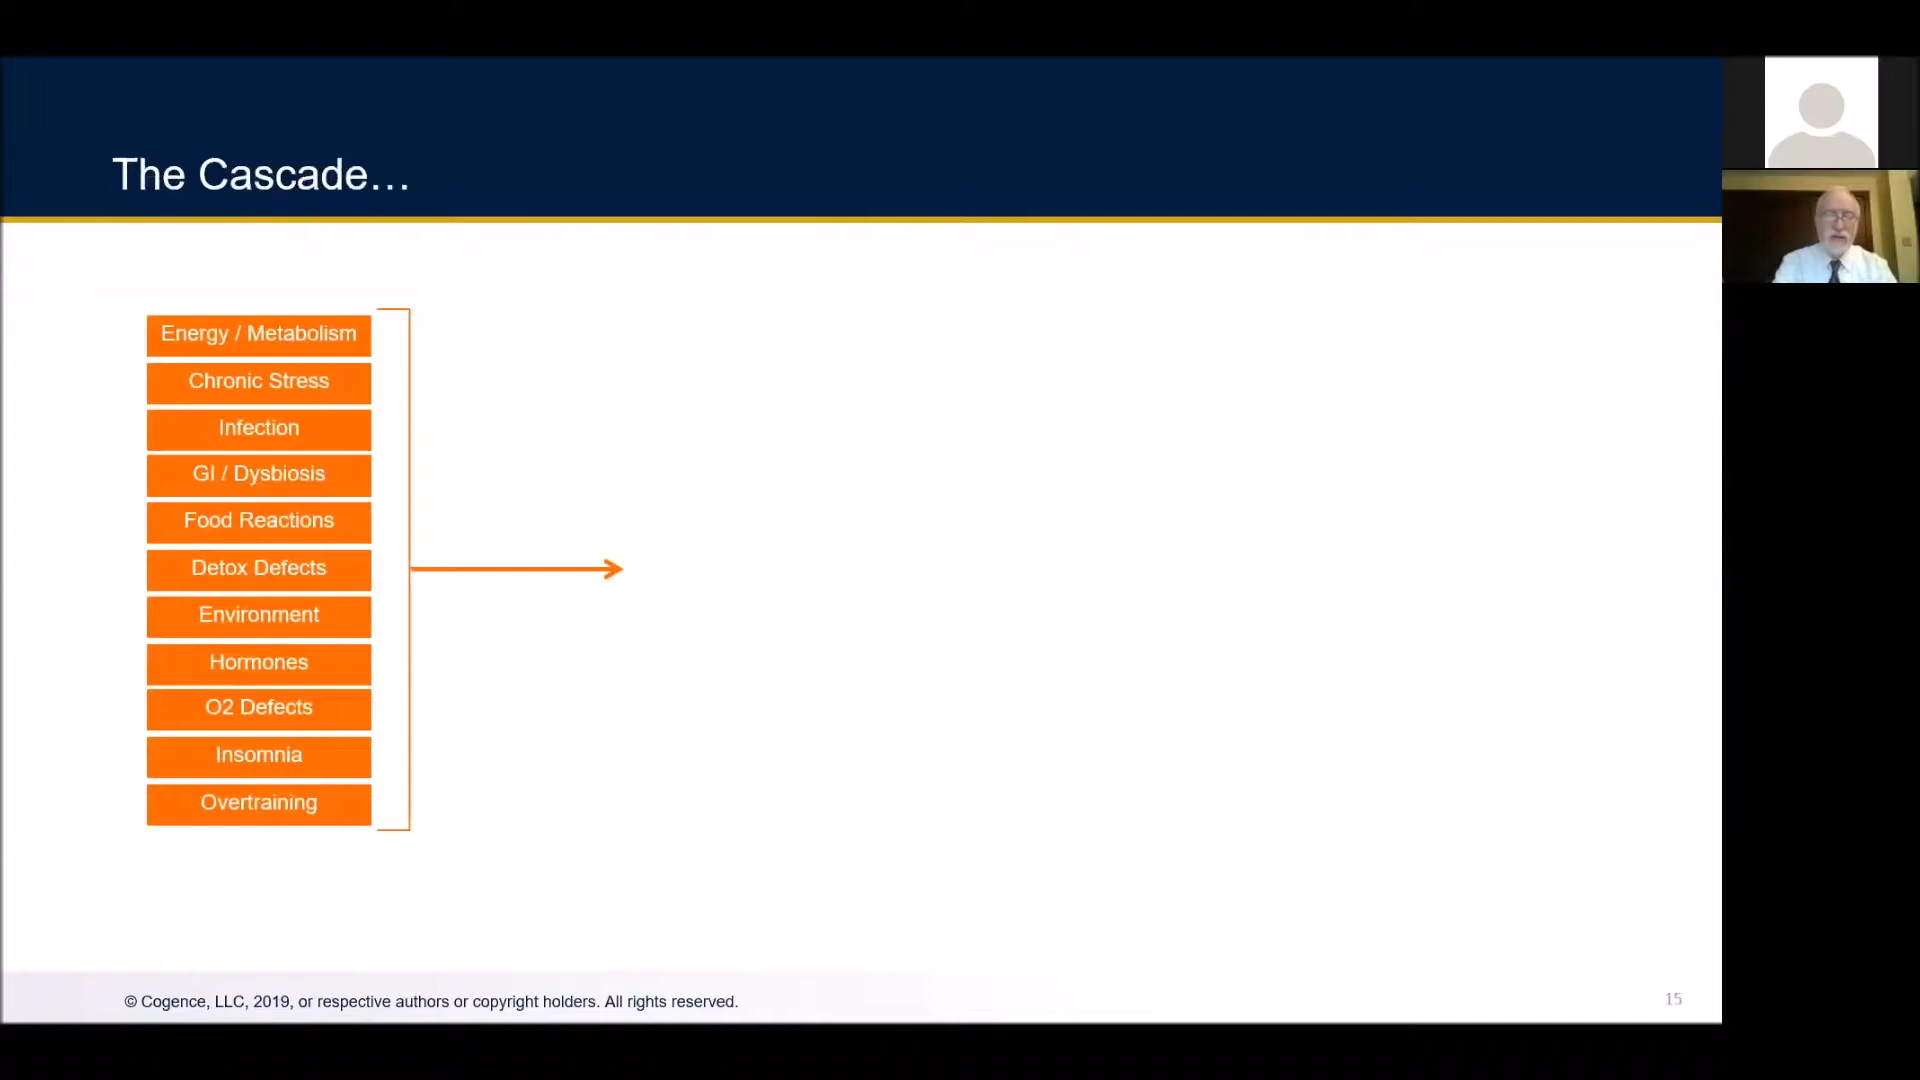 The Cascade…
Energy / Metabolism
Chronic Stress
Infection
GI / Dysbiosis
Food Reactions
Detox Defects
Environment
Hormones
O2 Defects
Insomnia
Overtraining
© Cogence, LLC, 2019, or respective authors or copyright holders. All rights reserved.
15